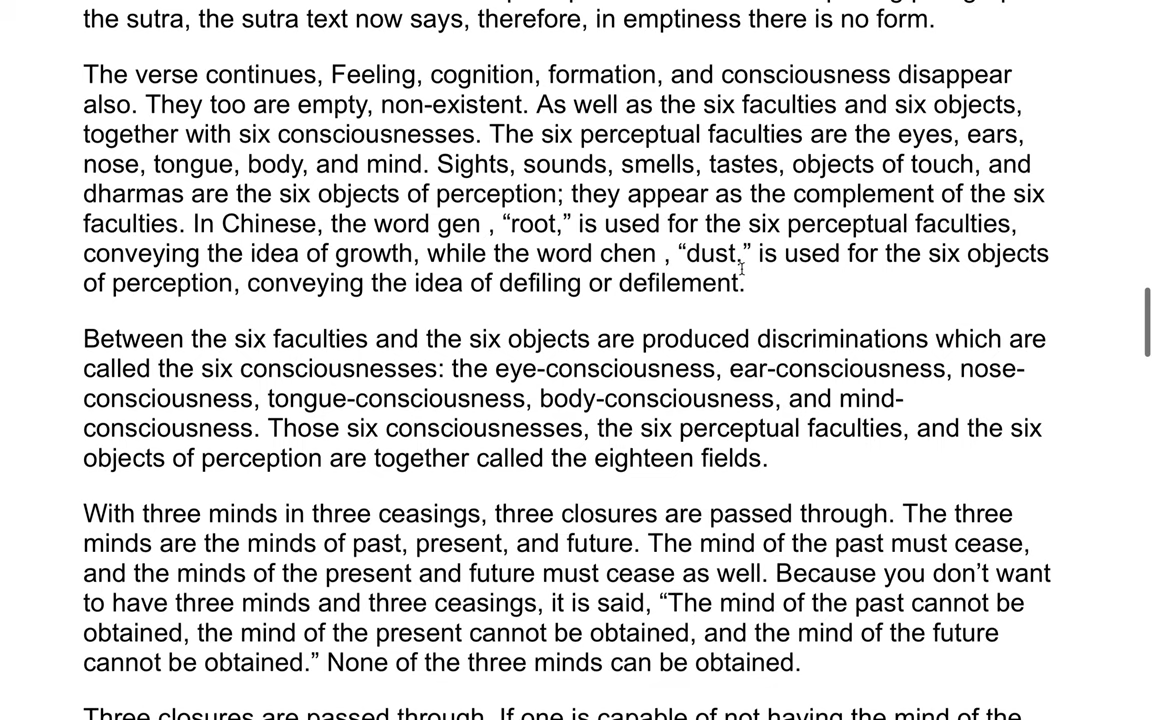 the sutra, the sutra text now says, therefore, in emptiness there is no form.
The verse continues, Feeling, cognition, formation, and consciousness disappear
also. They too are empty, non-existent. As well as the six faculties and six objects,
together with six consciousnesses. The six perceptual faculties are the eyes, ears,
nose, tongue, body, and mind. Sights, sounds, smells, tastes, objects of touch, and
dharmas are the six objects of perception; they appear as the complement of the six
faculties. In Chinese, the word gen , “root,” is used for the six perceptual faculties,
conveying the idea of growth, while the word chen , “dust,” is used for the six objects
of perception, conveying the idea of defiling or defilement.
Between the six faculties and the six objects are produced discriminations which are
called the six consciousnesses: the eye-consciousness, ear-consciousness, nose-
consciousness, tongue-consciousness, body-consciousness, and mind-
consciousness. Those six consciousnesses, the six perceptual faculties, and the six
objects of perception are together called the eighteen fields.
With three minds in three ceasings, three closures are passed through. The three
minds are the minds of past, present, and future. The mind of the past must cease,
and the minds of the present and future must cease as well. Because you don’t want
to have three minds and three ceasings, it is said, “The mind of the past cannot be
obtained, the mind of the present cannot be obtained, and the mind of the future
cannot be obtained.” None of the three minds can be obtained.
Three closures are passed through. If one is capable of not having the mind of the